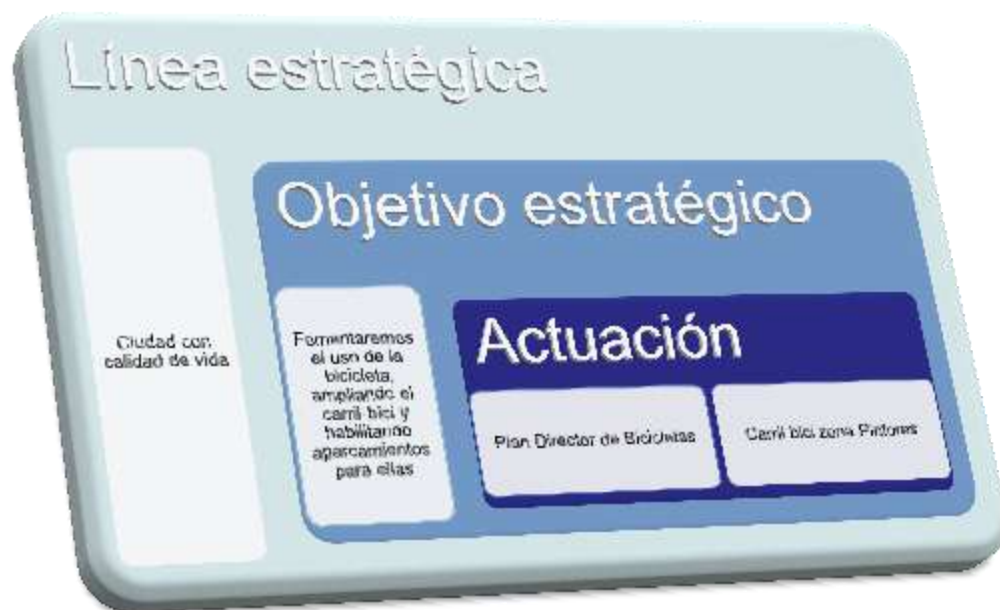 Línea estratégica
Objetivo estratégico
Ciudad con
calidad de vida
Fomentaremos
el uso de la
bicicleta,
ampliando el
carril bici y
habilitando
aparcamientos
para ellas
Actuación
Plan Director de Bicicletas
Carril bici zona Pintores